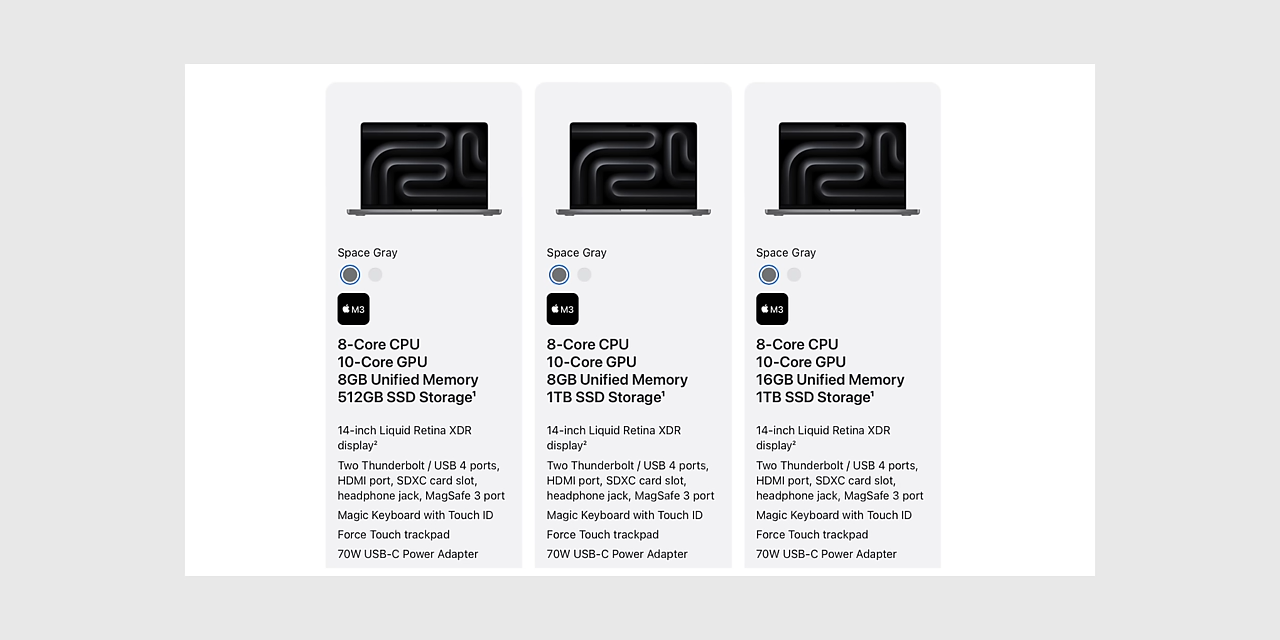 Space Gray
M3
8-Core CPU
10-Core GPU
8GB Unified Memory
512GB SSD Storage¹
14-inch Liquid Retina XDR
display²
Two Thunderbolt / USB 4 ports,
HDMI port, SDXC card slot,
headphone jack, MagSafe 3 port
Magic Keyboard with Touch ID
Force Touch trackpad
70W USB-C Power Adapter
Space Gray
M3
8-Core CPU
10-Core GPU
8GB Unified Memory
1TB SSD Storage¹
14-inch Liquid Retina XDR
display²
Two Thunderbolt / USB 4 ports,
HDMI port, SDXC card slot,
headphone jack, MagSafe 3 port
Magic Keyboard with Touch ID
Force Touch trackpad
70W USB-C Power Adapter
Space Gray
M3
8-Core CPU
10-Core GPU
16GB Unified Memory
1TB SSD Storage¹
14-inch Liquid Retina XDR
display²
Two Thunderbolt / USB 4 ports,
HDMI port, SDXC card slot,
headphone jack, MagSafe 3 port
Magic Keyboard with Touch ID
Force Touch trackpad
70W USB-C Power Adapter